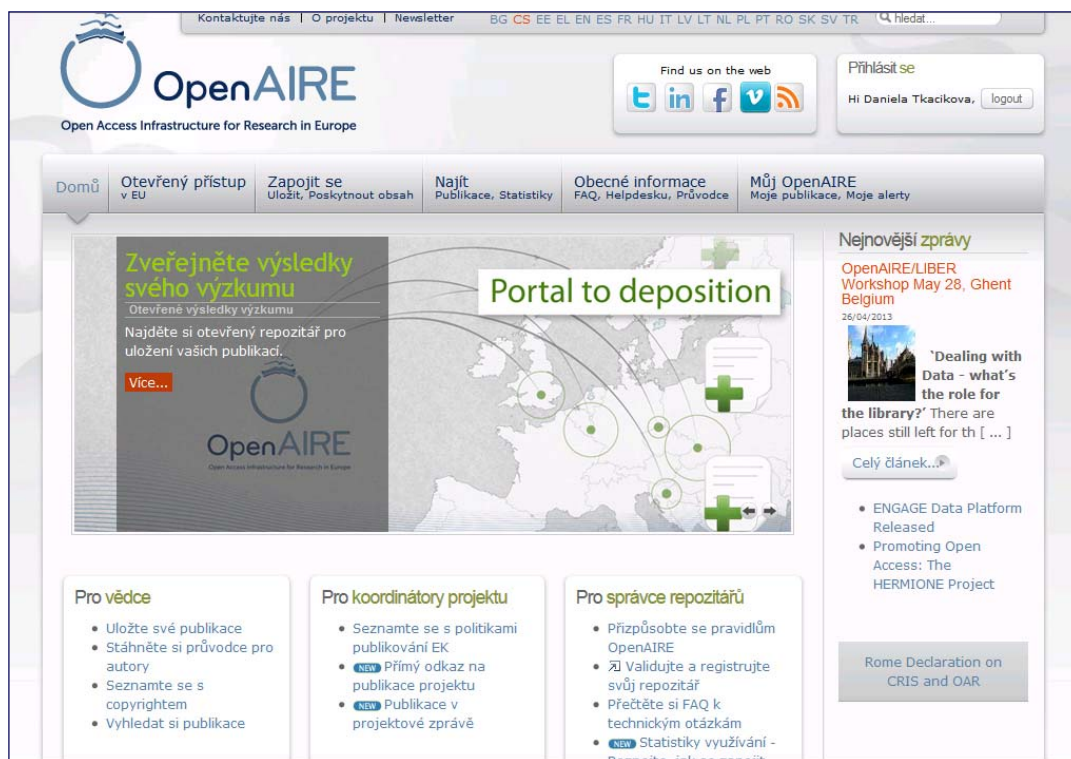 Kontaktujte nás | O projektu | Newsletter
BG CS EE EL EN ES FR HU IT LV LT NL PL PT RO SK SV TR
hledat...
OpenAIRE
Open Access Infrastructure for Research in Europe
Find us on the web
Přihlásit se
Hi Daniela Tkacikova, logout
Domů
Otevřený přístup
v EU
Zapojit se
Uložit, Poskytnout obsah
Najít
Publikace, Statistiky
Obecné informace
FAQ, Helpdesku, Průvodce
Můj OpenAIRE
Moje publikace, Moje alerty
Zveřejněte výsledky
svého výzkumu
Otevřené výsledky výzkumu
Najděte si otevřený repozitář pro
uložení vašich publikací.
Více...
OpenAIRE
Open Access Infrastructure for Research in Europe
Portal to deposition
Nejnovější zprávy
OpenAIRE/LIBER
Workshop May 28, Ghent
Belgium
26/04/2013
‘Dealing with
Data - what’s
the role for
the library?’ There are
places still left for th [ ... ]
Celý článek...
• ENGAGE Data Platform
Released
• Promoting Open
Access: The
HERMIONE Project
Rome Declaration on
CRIS and OAR
Pro vědce
• Uložte své publikace
• Stáhněte si průvodce pro
autory
• Seznamte se s
copyrightem
• Vyhledat si publikace
Pro koordinátory projektu
• Seznamte se s politikami
publikování EK
• NEW Přímý odkaz na
publikace projektu
• NEW Publikace v
projektové zprávě
Pro správce repozitářů
• Přizpůsobte se pravidlům
OpenAIRE
• Validujte a registrujte
svůj repozitář
• Přečtěte si FAQ k
technickým otázkám
• NEW Statistiky využívání -